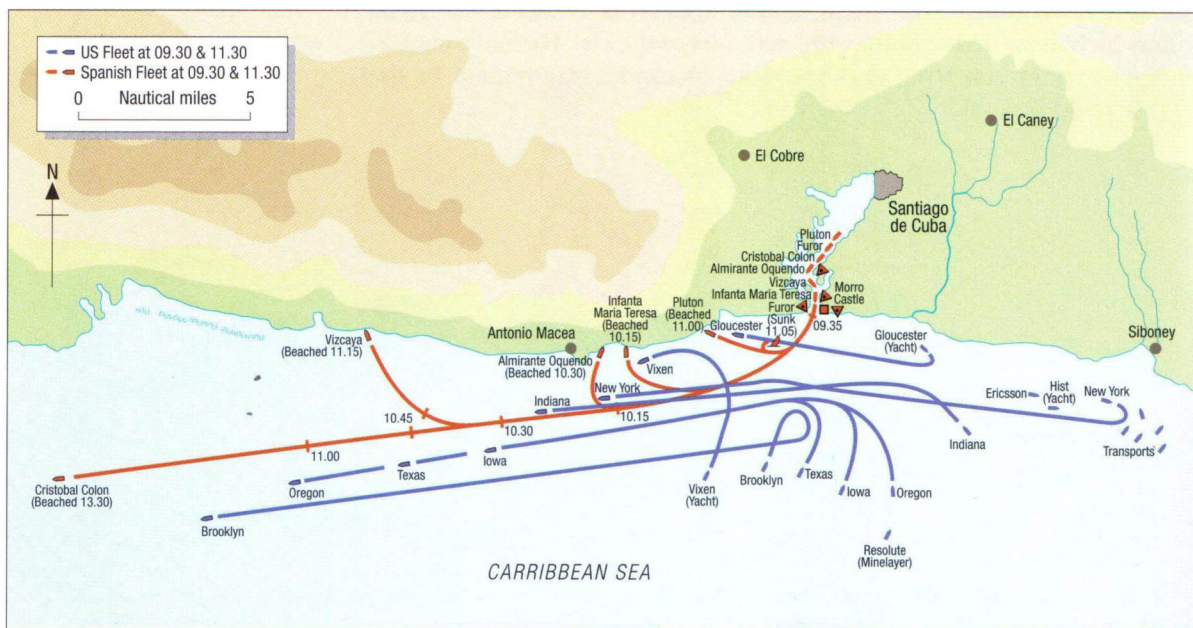 US Fleet at 09.30 & 11.30
Spanish Fleet at 09.30 & 11.30
0 Nautical miles 5
N
El Caney
El Cobre
Santiago
de Cuba
Pluton
Furor
Cristobal Colon
Almirante Oquendo
Vizcaya
Infanta Maria Teresa
Furor
(Sunk
11.05)
Morro
Castle
09.35
Infanta
Maria Teresa
(Beached
10.15)
Pluton
(Beached
11.00)
Gloucester
Gloucester
(Yacht)
Siboney
Antonio Macea
Vizcaya
(Beached 11.15)
Almirante Oquendo
(Beached 10.30)
Vixen
New York
Indiana
Ericsson
Hist
(Yacht)
New York
10.45
10.30
10.15
11.00
Indiana
Transports
Iowa
Texas
Oregon
Cristobal Colon
(Beached 13.30)
Brooklyn
Vixen
(Yacht)
Brooklyn
Texas
Iowa
Oregon
Resolute
(Minelayer)
CARRIBBEAN SEA